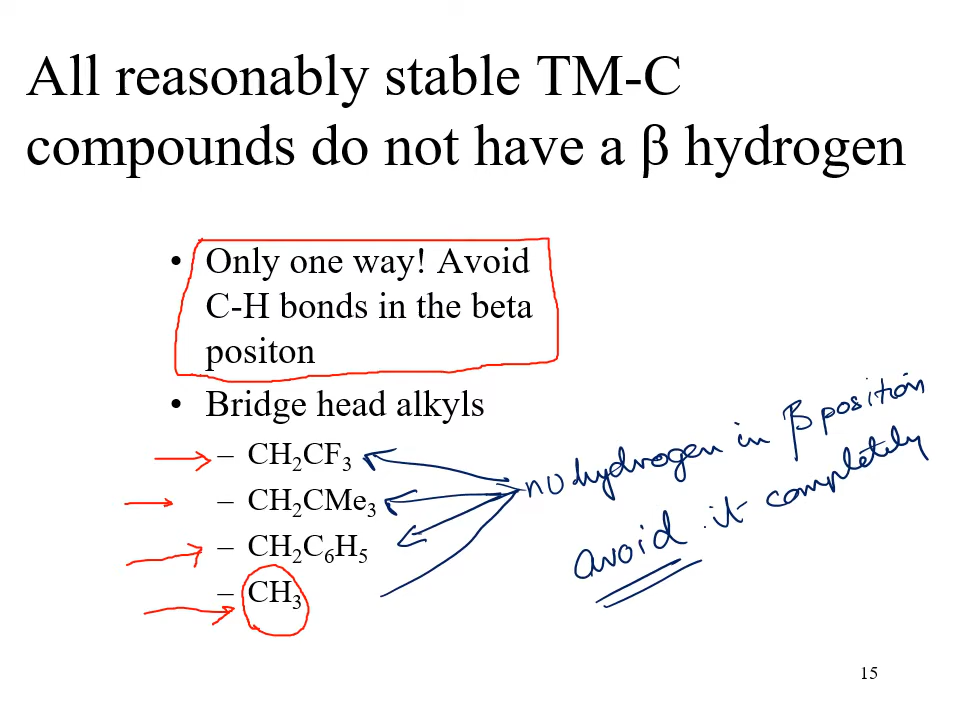 All reasonably stable TM-C
compounds do not have a β hydrogen
• Only one way! Avoid
C-H bonds in the beta
positon
• Bridge head alkyls
– CH₂CF₃
– CH₂CMe₃
– CH₂C₆H₅
– CH₃
no hydrogen in β position
avoid it completely
15